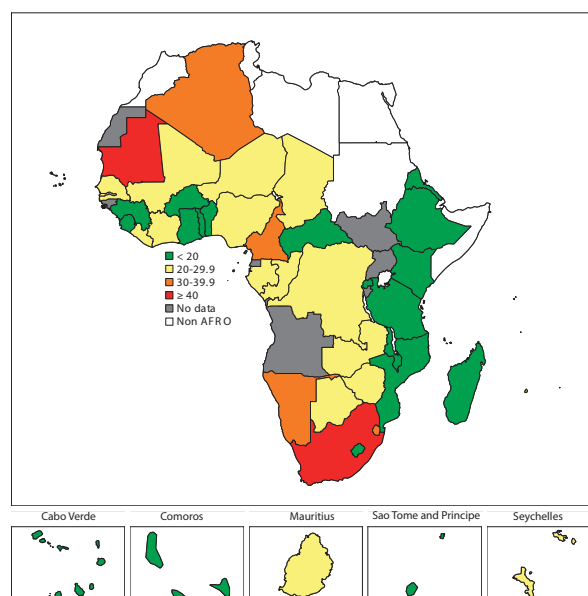 < 20
20-29.9
30-39.9
≥ 40
No data
Non AFRO
Cabo Verde
Comoros
Mauritius
Sao Tome and Principe
Seychelles